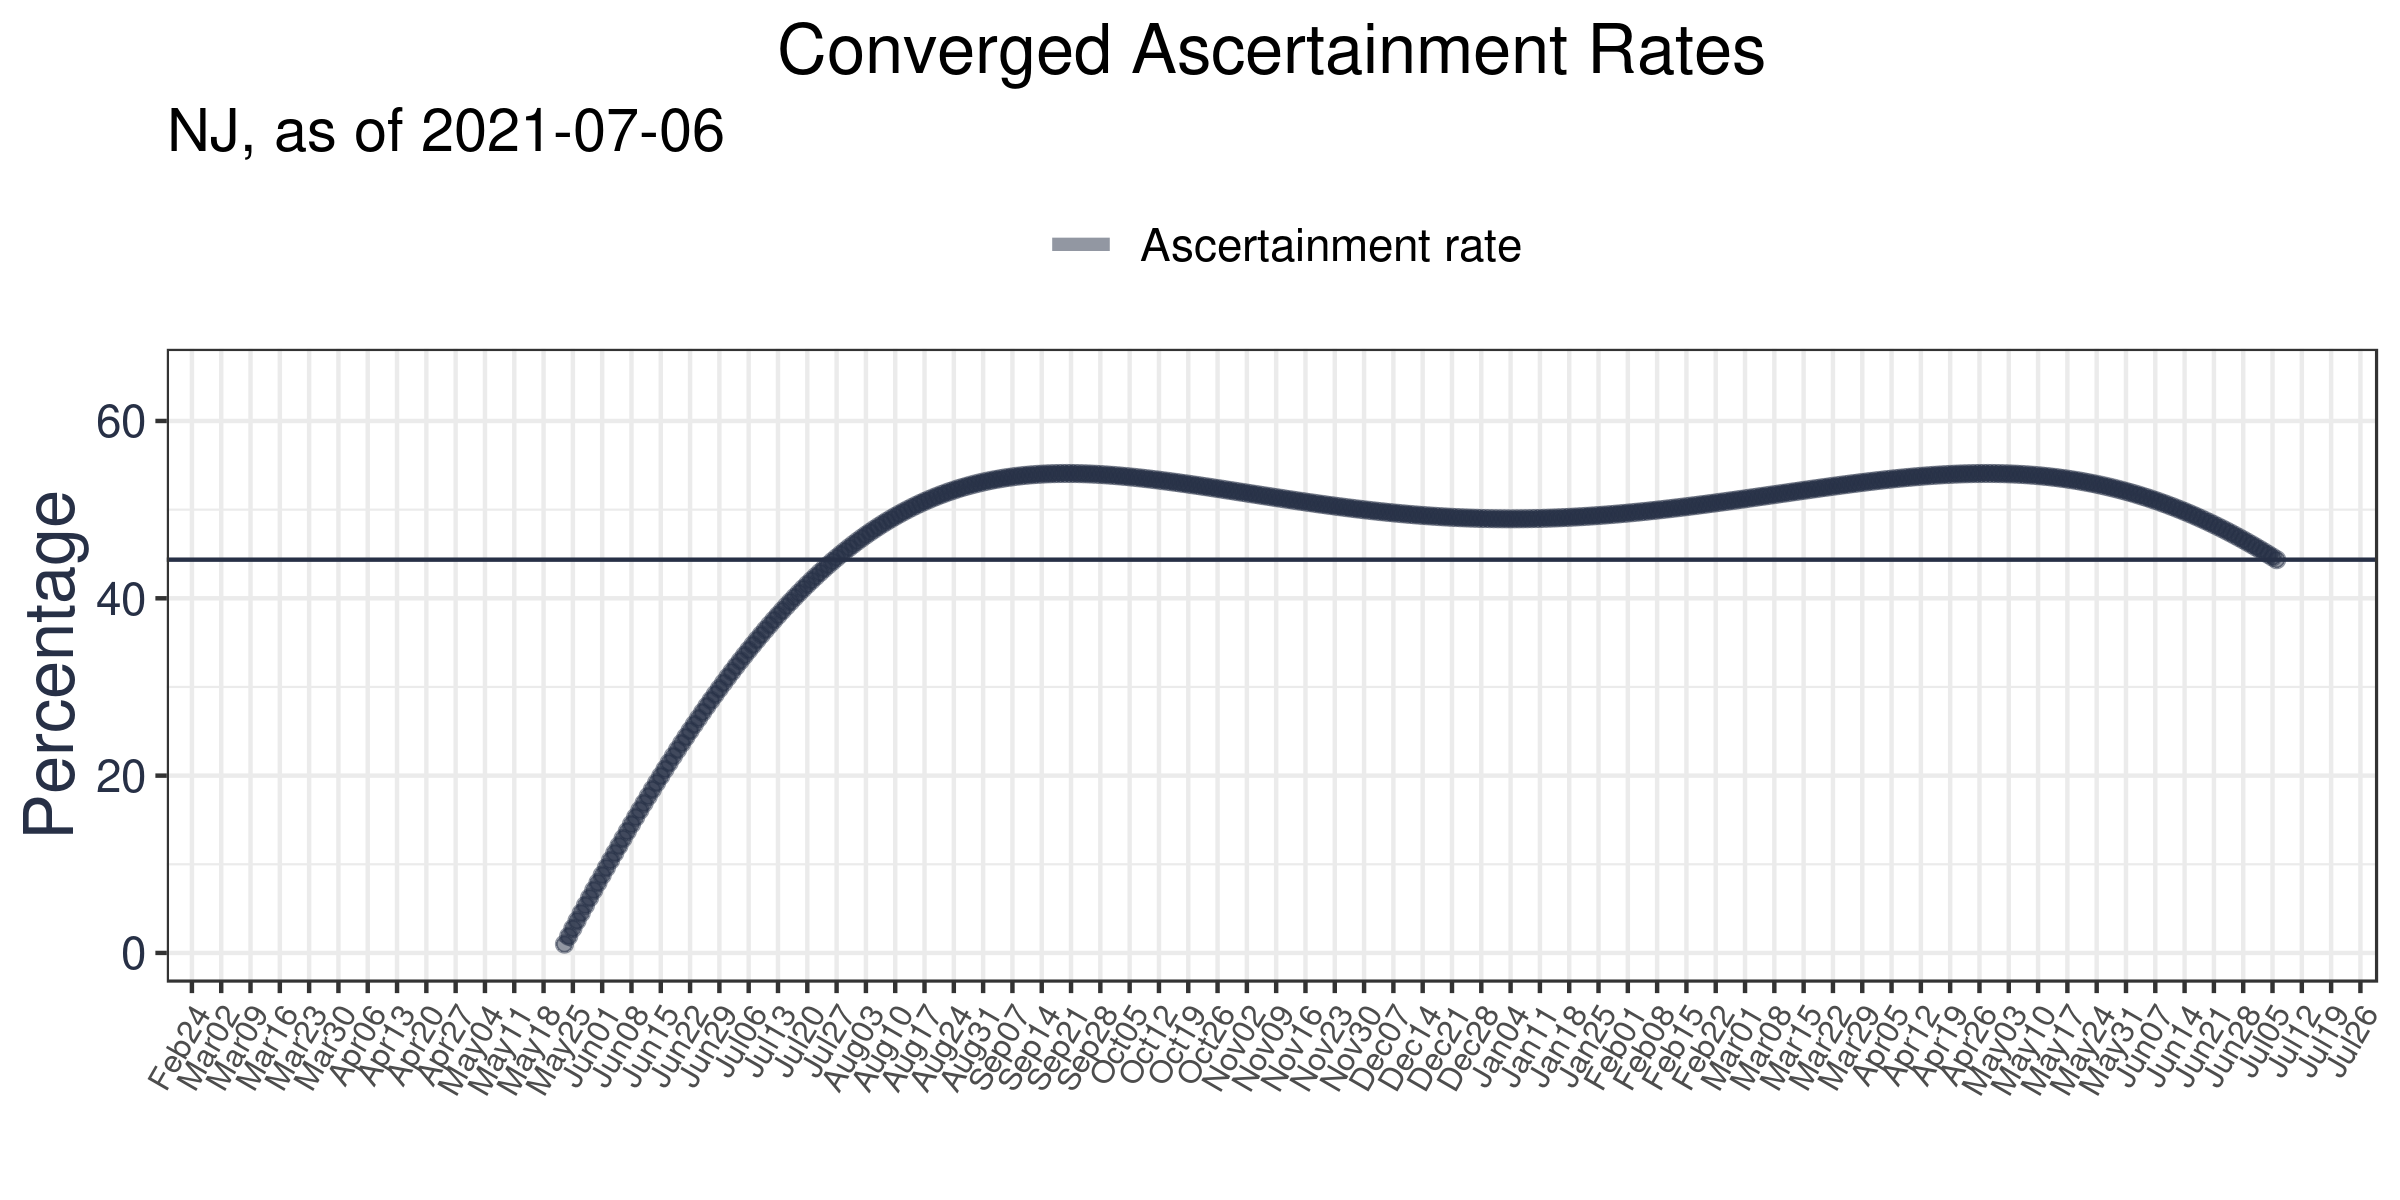 Converged Ascertainment Rates
NJ, as of 2021-07-06
Ascertainment rate
Percentage
60
40
20
0
Feb24 Mar02 Mar09 Mar16 Mar23 Mar30 Apr06 Apr13 Apr20 Apr27 May04 May11 May18 May25 Jun01 Jun08 Jun15 Jun22 Jun29 Jul06 Jul13 Jul20 Jul27 Aug03 Aug10 Aug17 Aug24 Aug31 Sep07 Sep14 Sep21 Sep28 Oct05 Oct12 Oct19 Oct26 Nov02 Nov09 Nov16 Nov23 Nov30 Dec07 Dec14 Dec21 Dec28 Jan04 Jan11 Jan18 Jan25 Feb01 Feb08 Feb15 Feb22 Mar01 Mar08 Mar15 Mar22 Mar29 Apr05 Apr12 Apr19 Apr26 May03 May10 May17 May24 May31 Jun07 Jun14 Jun21 Jun28 Jul05 Jul12 Jul19 Jul26